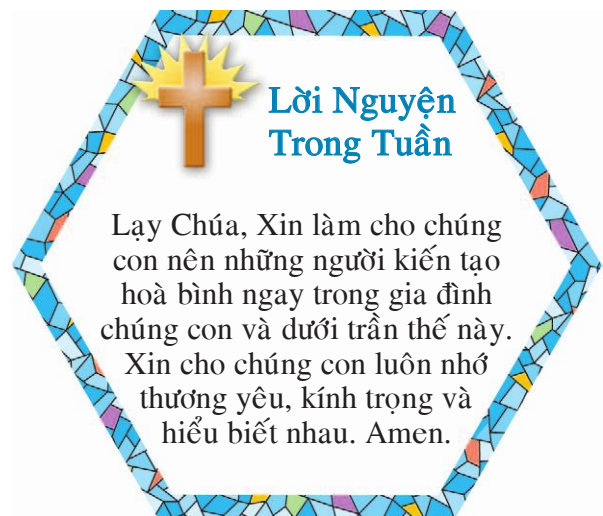 Lời Nguyện
Trong Tuần
Lạy Chúa, Xin làm cho chúng
con nên những người kiến tạo
hoà bình ngay trong gia đình
chúng con và dưới trần thế này.
Xin cho chúng con luôn nhớ
thương yêu, kính trọng và
hiểu biết nhau. Amen.